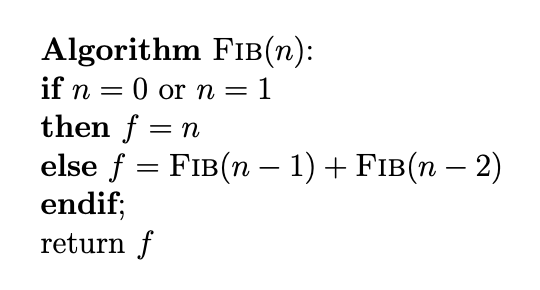 Algorithm FIB(n):
if n = 0 or n = 1
then f = n
else f = FIB(n − 1) + FIB(n − 2)
endif;
return f